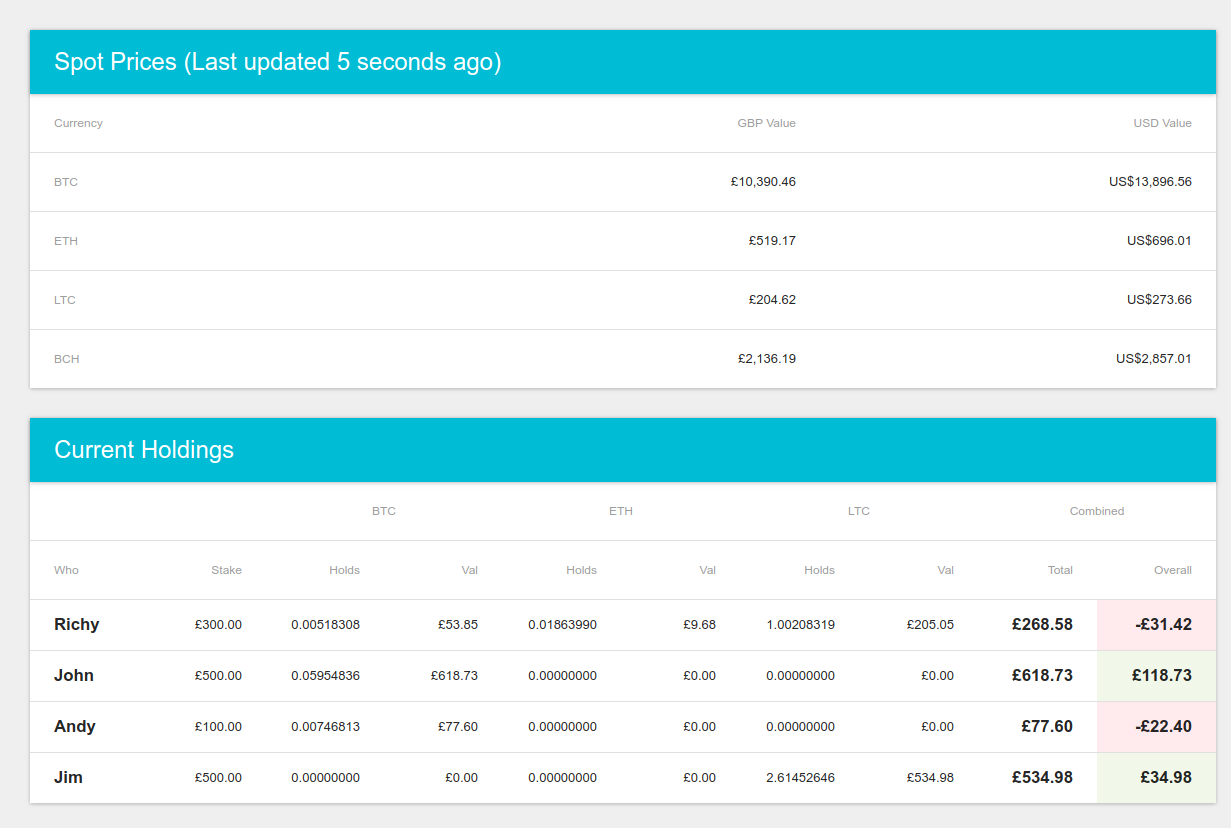 Spot Prices (Last updated 5 seconds ago)
Currency GBP Value USD Value
BTC £10,390.46 US$13,896.56
ETH £519.17 US$696.01
LTC £204.62 US$273.66
BCH £2,136.19 US$2,857.01
Current Holdings
BTC ETH LTC Combined
Who Stake Holds Val Holds Val Holds Val Total Overall
Richy £300.00 0.00518308 £53.85 0.01863990 £9.68 1.00208319 £205.05 £268.58 -£31.42
John £500.00 0.05954836 £618.73 0.00000000 £0.00 0.00000000 £0.00 £618.73 £118.73
Andy £100.00 0.00746813 £77.60 0.00000000 £0.00 0.00000000 £0.00 £77.60 -£22.40
Jim £500.00 0.00000000 £0.00 0.00000000 £0.00 2.61452646 £534.98 £534.98 £34.98